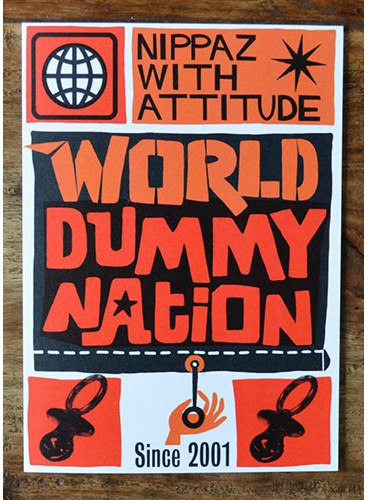 NIPPAZ
WITH
ATTITUDE
WORLD
DUMMY
NATiON
Since 2001